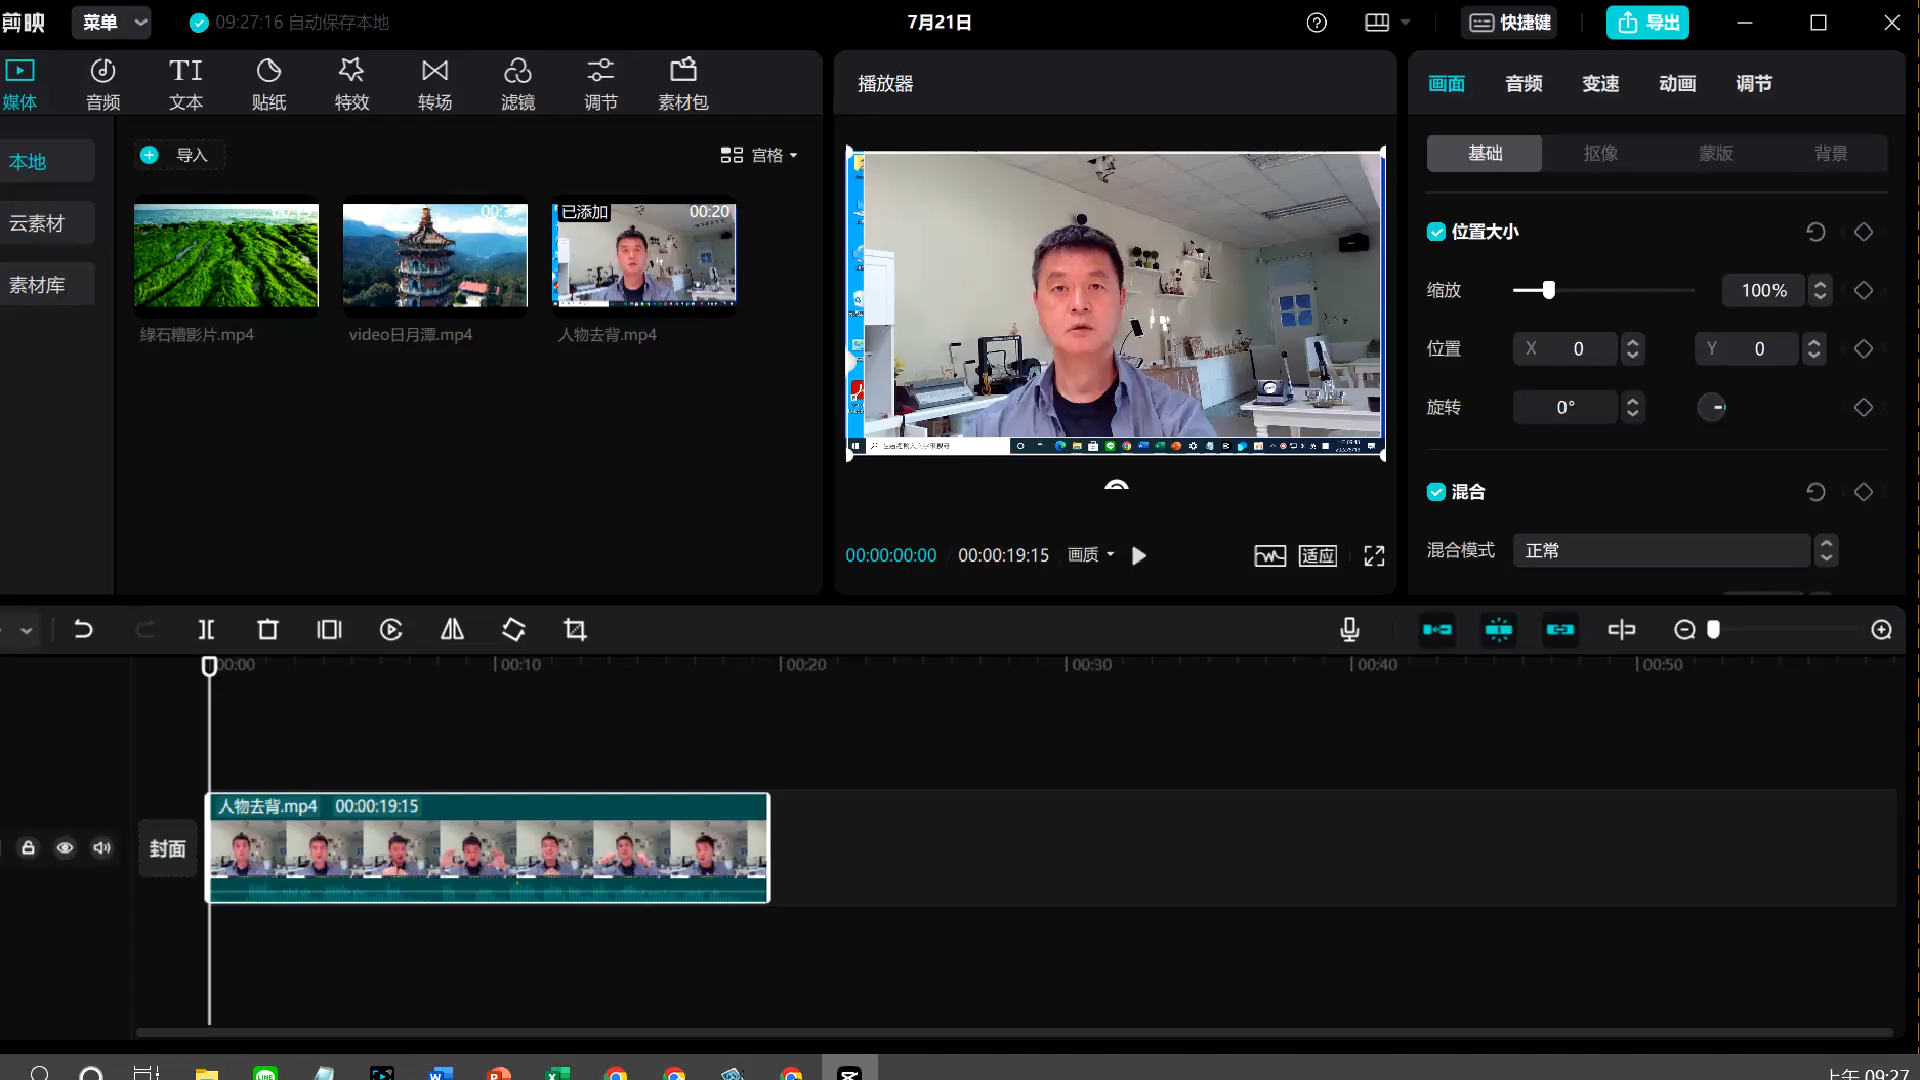 剪映
菜单
09:27:16 自动保存本地
7月21日
快捷键
导出
媒体
音频
文本
贴纸
特效
转场
滤镜
调节
素材包
播放器
画面
音频
变速
动画
调节
本地
云素材
素材库
导入
宫格
已添加
00:20
綠石糟影片.mp4
video日月潭.mp4
人物去背.mp4
基础
抠像
蒙版
背景
位置大小
缩放
100%
位置
X 0
Y 0
旋转
0°
混合
混合模式
正常
00:00:00:00
00:00:19:15
画质
适应
00:00
00:10
00:20
00:30
00:40
00:50
封面
人物去背.mp4 00:00:19:15
上午 09:27